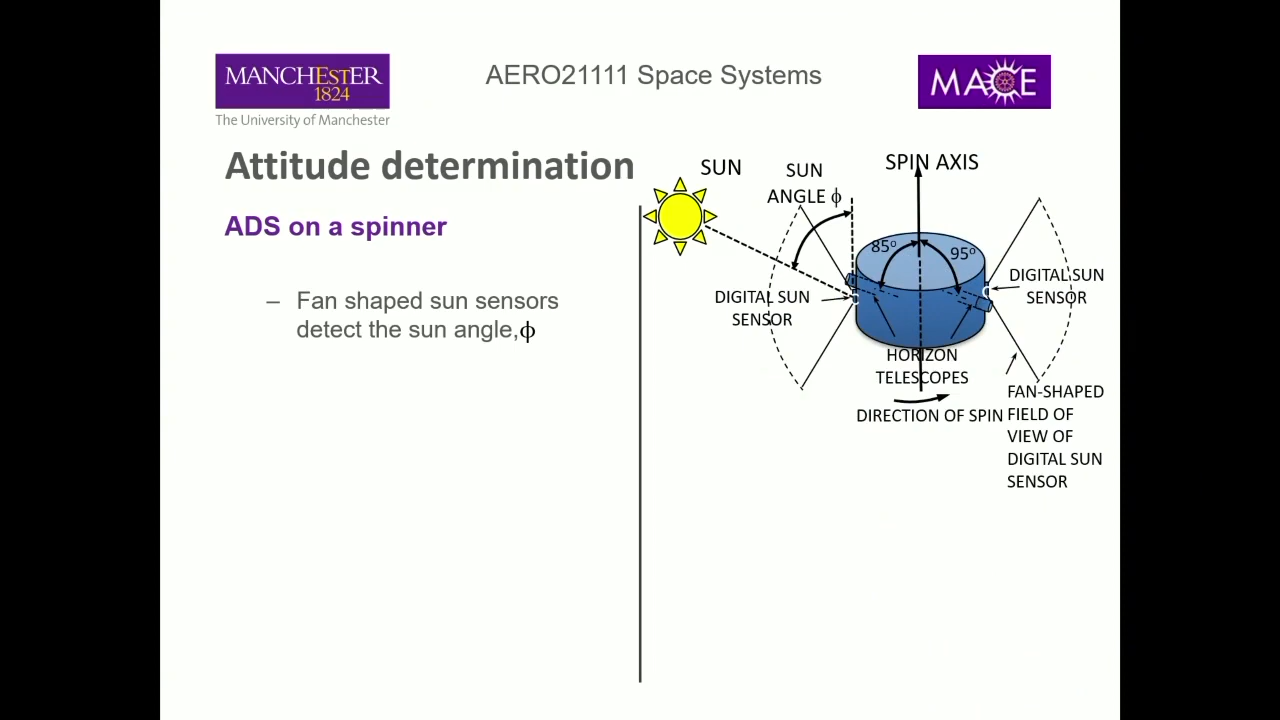 MANCHEstER
1824
The University of Manchester
AERO21111 Space Systems
MACE
Attitude determination
ADS on a spinner
– Fan shaped sun sensors
detect the sun angle,ϕ
SUN
SUN
ANGLE ϕ
SPIN AXIS
85º
95º
DIGITAL SUN
SENSOR
DIGITAL SUN
SENSOR
HORIZON
TELESCOPES
DIRECTION OF SPIN
FAN-SHAPED
FIELD OF
VIEW OF
DIGITAL SUN
SENSOR